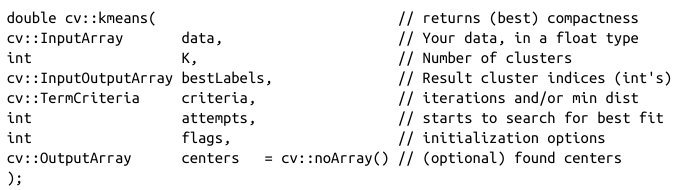 double cv::kmeans( // returns (best) compactness
cv::InputArray data, // Your data, in a float type
int K, // Number of clusters
cv::InputOutputArray bestLabels, // Result cluster indices (int's)
cv::TermCriteria criteria, // iterations and/or min dist
int attempts, // starts to search for best fit
int flags, // initialization options
cv::OutputArray centers = cv::noArray() // (optional) found centers
);